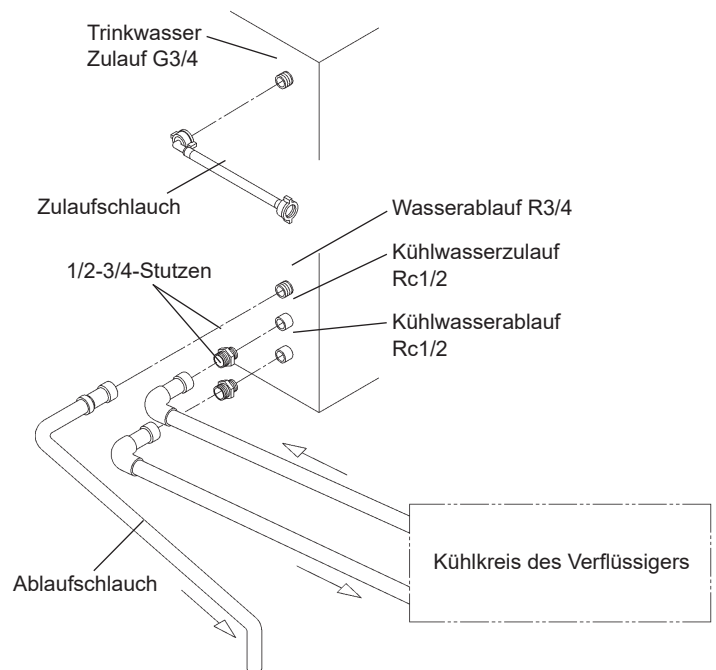 Trinkwasser
Zulauf G3/4
Zulaufschlauch
Wasserablauf R3/4
1/2-3/4-Stutzen
Kühlwasserzulauf
Rc1/2
Kühlwasserablauf
Rc1/2
Kühlkreis des Verflüssigers
Ablaufschlauch